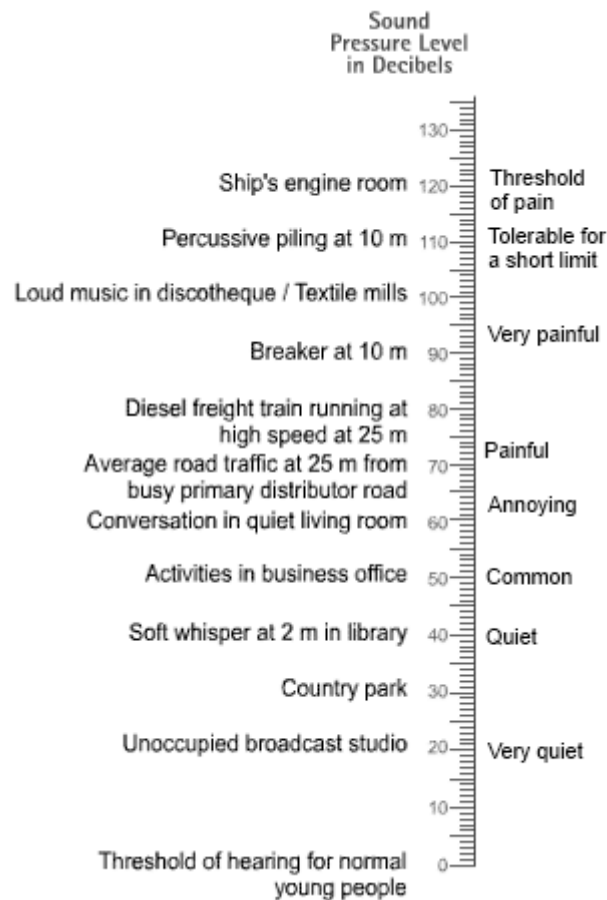 Sound
Pressure Level
in Decibels
130
Ship's engine room 120 Threshold
of pain
Percussive piling at 10 m 110 Tolerable for
a short limit
Loud music in discotheque / Textile mills 100
Very painful
Breaker at 10 m 90
Diesel freight train running at 80
high speed at 25 m
Painful
Average road traffic at 25 m from 70
busy primary distributor road
Annoying
Conversation in quiet living room 60
Activities in business office 50 Common
Soft whisper at 2 m in library 40 Quiet
Country park 30
Unoccupied broadcast studio 20 Very quiet
10
Threshold of hearing for normal 0
young people